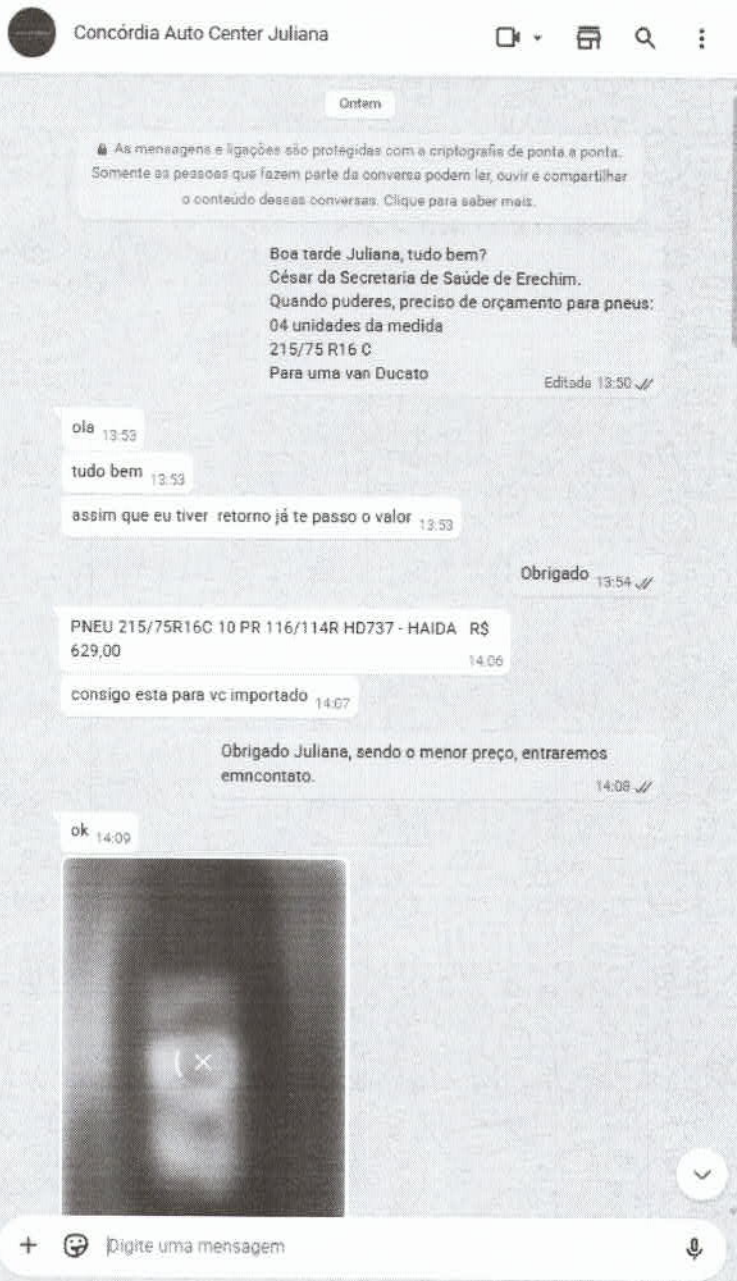 Concórdia Auto Center Juliana
Ontem
As mensagens e ligações são protegidas com a criptografia de ponta a ponta.
Somente as pessoas que fazem parte da conversa podem ler, ouvir e compartilhar
o conteúdo dessas conversas. Clique para saber mais.
Boa tarde Juliana, tudo bem?
César da Secretaria de Saúde de Erechim.
Quando puderes, preciso de orçamento para pneus:
04 unidades da medida
215/75 R16 C
Para uma van Ducato
Editada 13:50
ola 13:53
tudo bem 13:53
assim que eu tiver retorno já te passo o valor 13:53
Obrigado 13:54
PNEU 215/75R16C 10 PR 116/114R HD737 - HAIDA R$
629,00
14:06
consigo esta para vc importado 14:07
Obrigado Juliana, sendo o menor preço, entraremos
emncontato.
14:08
ok 14:09
Digite uma mensagem